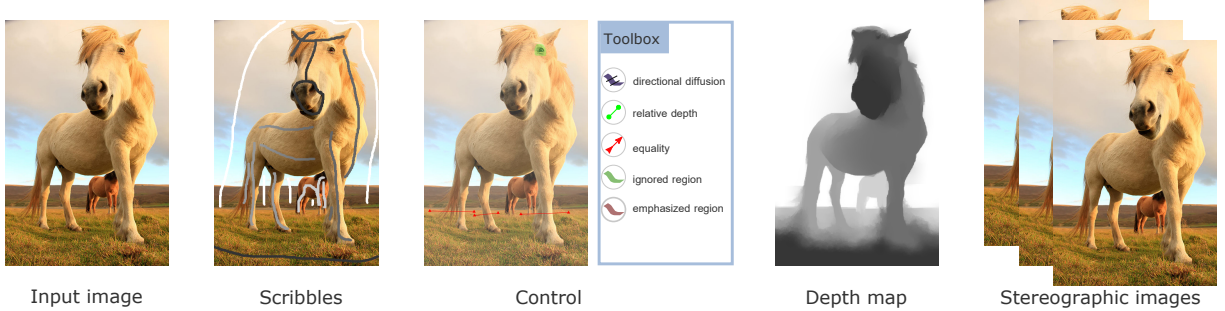 Toolbox
directional diffusion
relative depth
equality
ignored region
emphasized region
Input image
Scribbles
Control
Depth map
Stereographic images